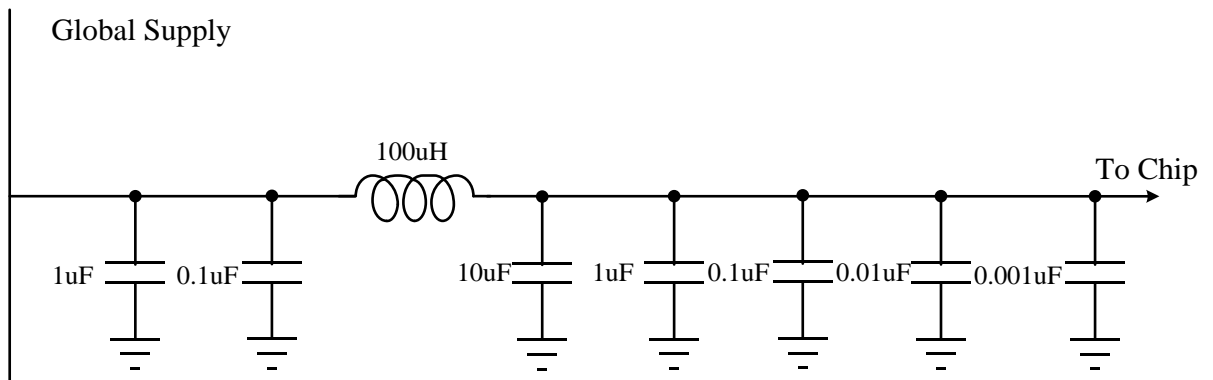 Global Supply
100uH
To Chip
1uF
0.1uF
10uF
1uF
0.1uF
0.01uF
0.001uF